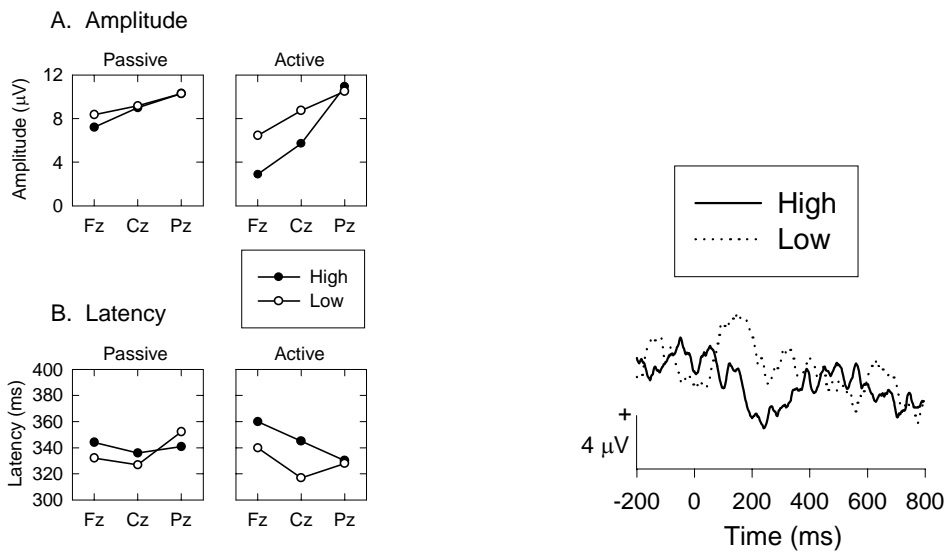 A. Amplitude
Passive
Active
Amplitude (μV)
12
8
4
0
Fz Cz Pz
Fz Cz Pz
High
Low
B. Latency
Passive
Active
Latency (ms)
400
380
360
340
320
300
Fz Cz Pz
Fz Cz Pz
High
Low
+
4 μV
-200 0 200 400 600 800
Time (ms)